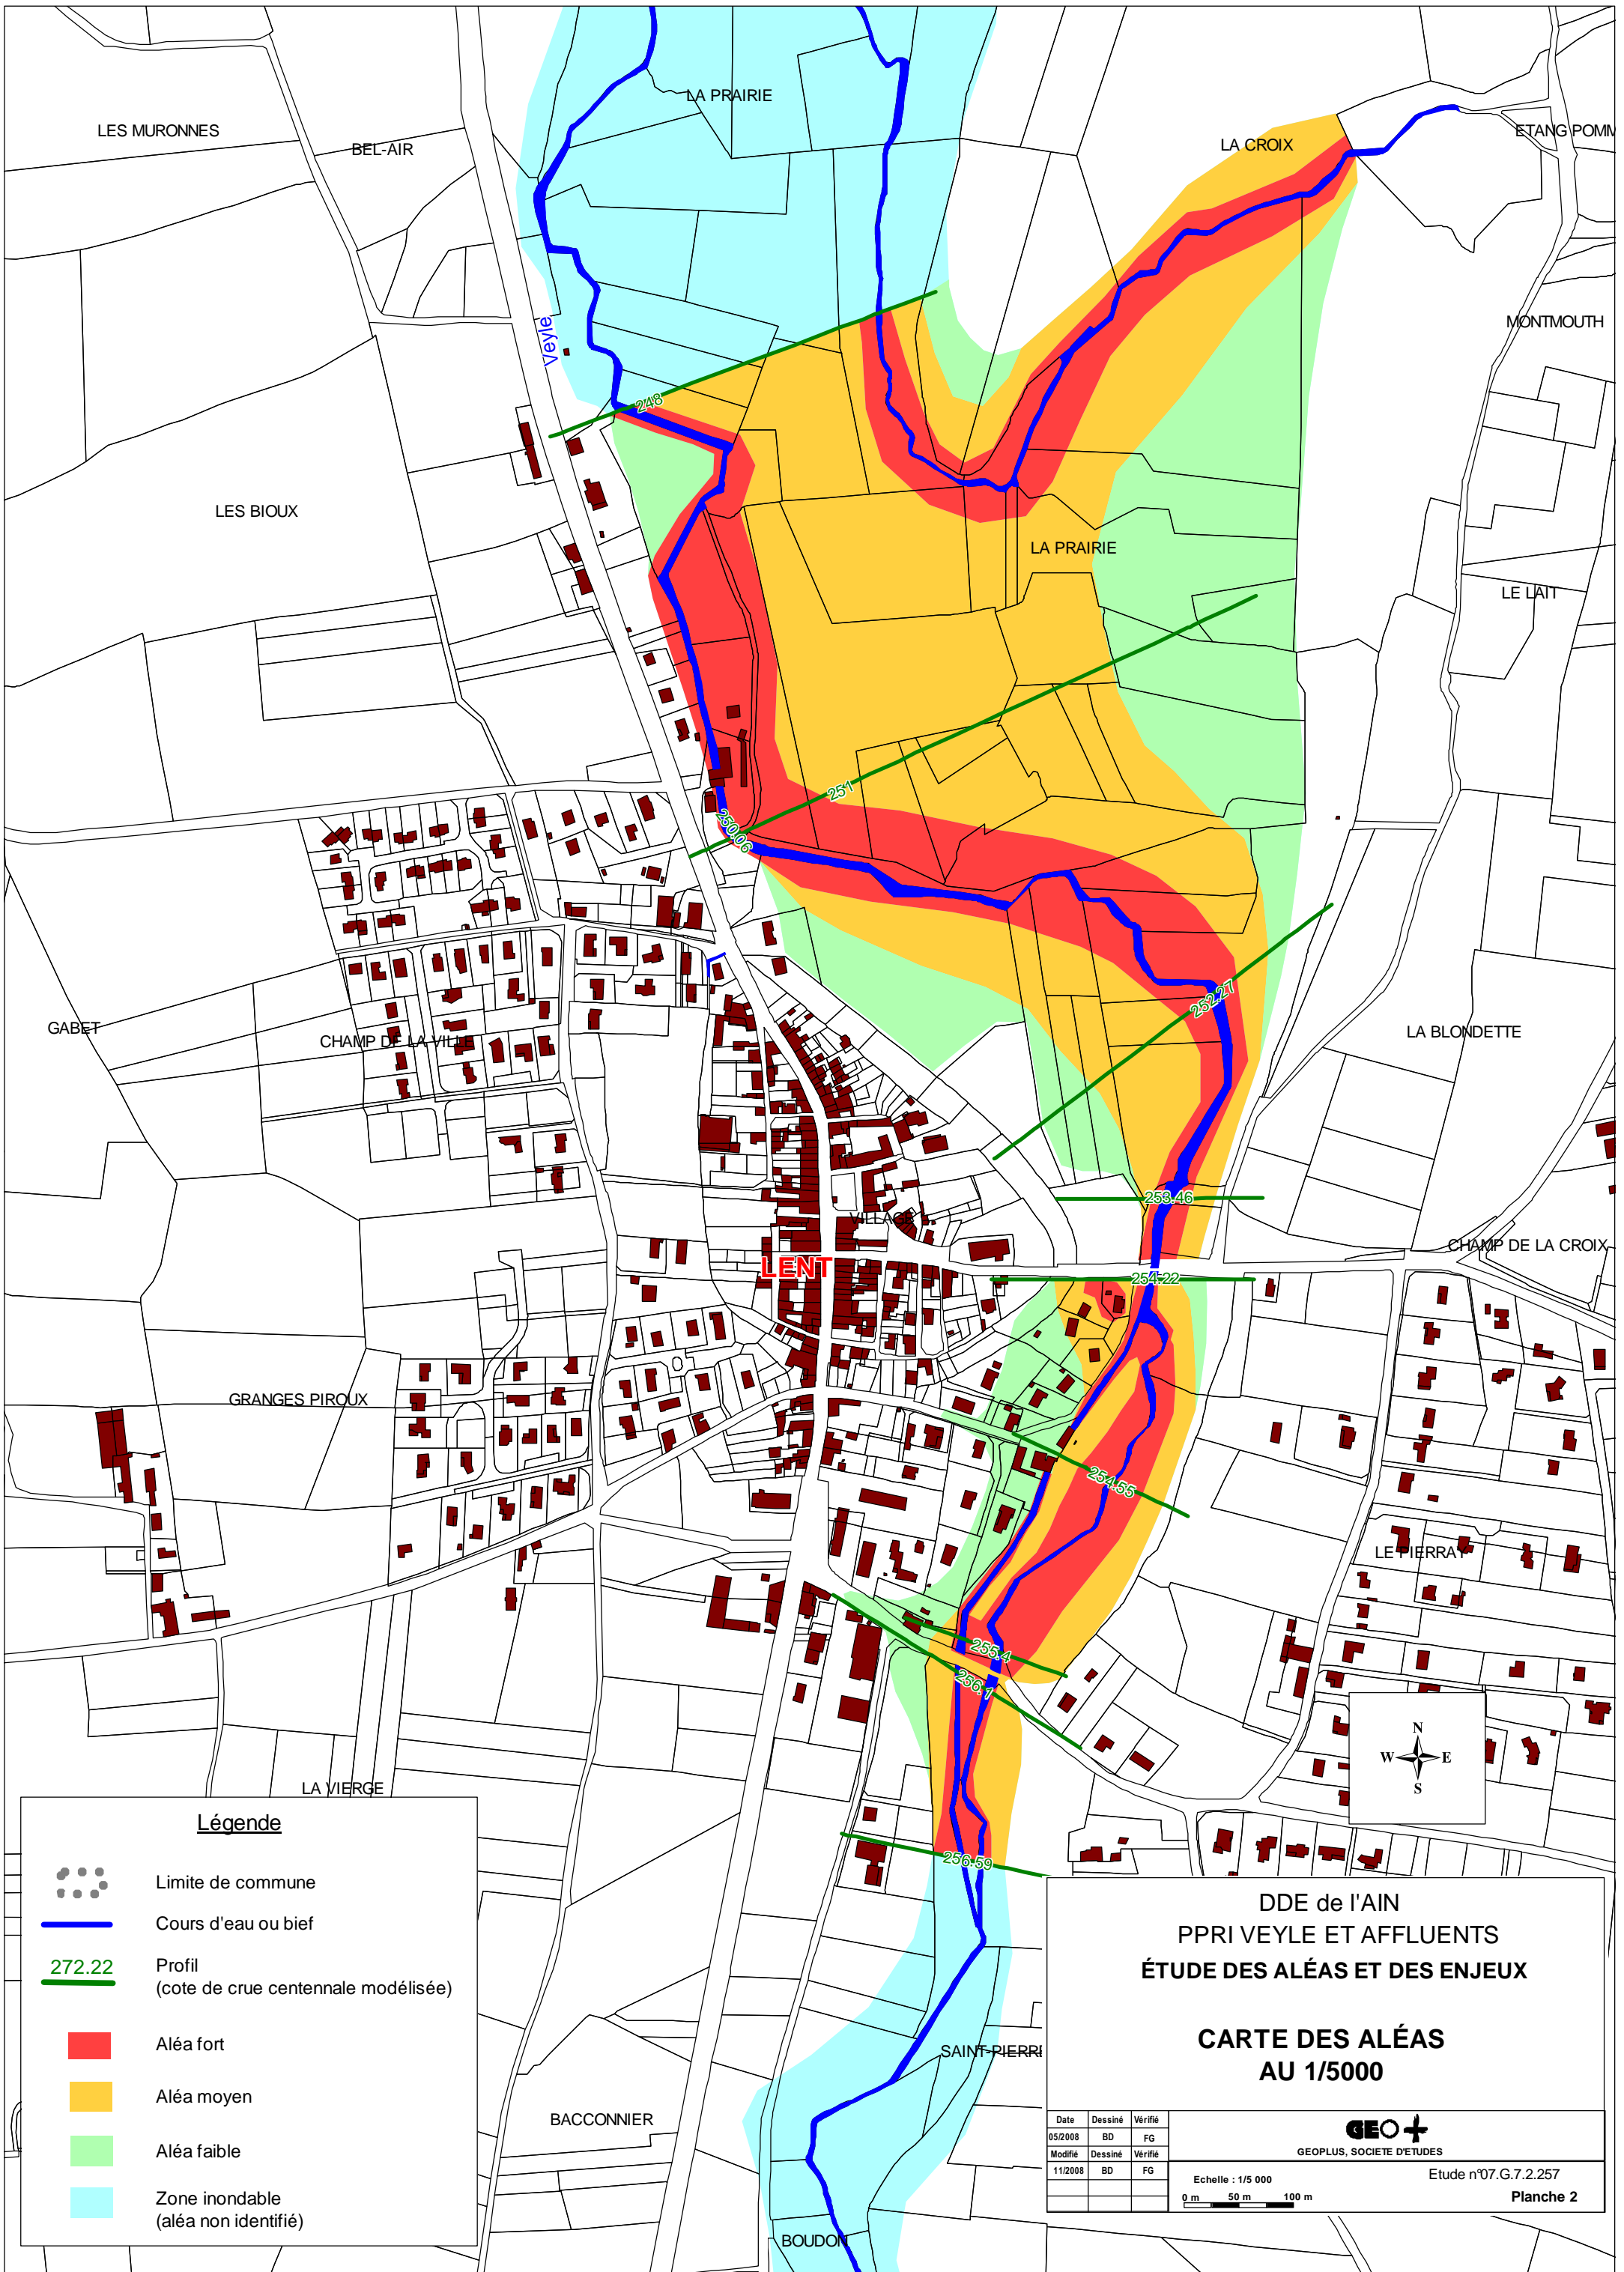 LA PRAIRIE
LES MURONNES
BEL-AIR
LA CROIX
ETANG POMM
Veyle
MONTMOUTH
248
LES BIOUX
LA PRAIRIE
LE LAIT
251
250.06
252.27
GABET
CHAMP DE LA VILLE
LA BLONDETTE
253.46
VILLAGE
CHAMP DE LA CROIX
LENT
254.22
GRANGES PIROUX
254.55
LE PIERRAY
255.4
256.1
N
W E
S
LA VIERGE
256.59
Légende
Limite de commune
Cours d'eau ou bief
272.22
Profil
(cote de crue centennale modélisée)
Aléa fort
Aléa moyen
Aléa faible
Zone inondable
(aléa non identifié)
SAINT-PIERRE
BACCONNIER
BOUDON
DDE de l'AIN
PPRI VEYLE ET AFFLUENTS
ÉTUDE DES ALÉAS ET DES ENJEUX
CARTE DES ALÉAS
AU 1/5000
Date Dessiné Vérifié
05/2008 BD FG
Modifié Dessiné Vérifié
11/2008 BD FG
GEO+
GEOPLUS, SOCIETE D'ETUDES
Echelle : 1/5 000
0 m 50 m 100 m
Etude n°07.G.7.2.257
Planche 2